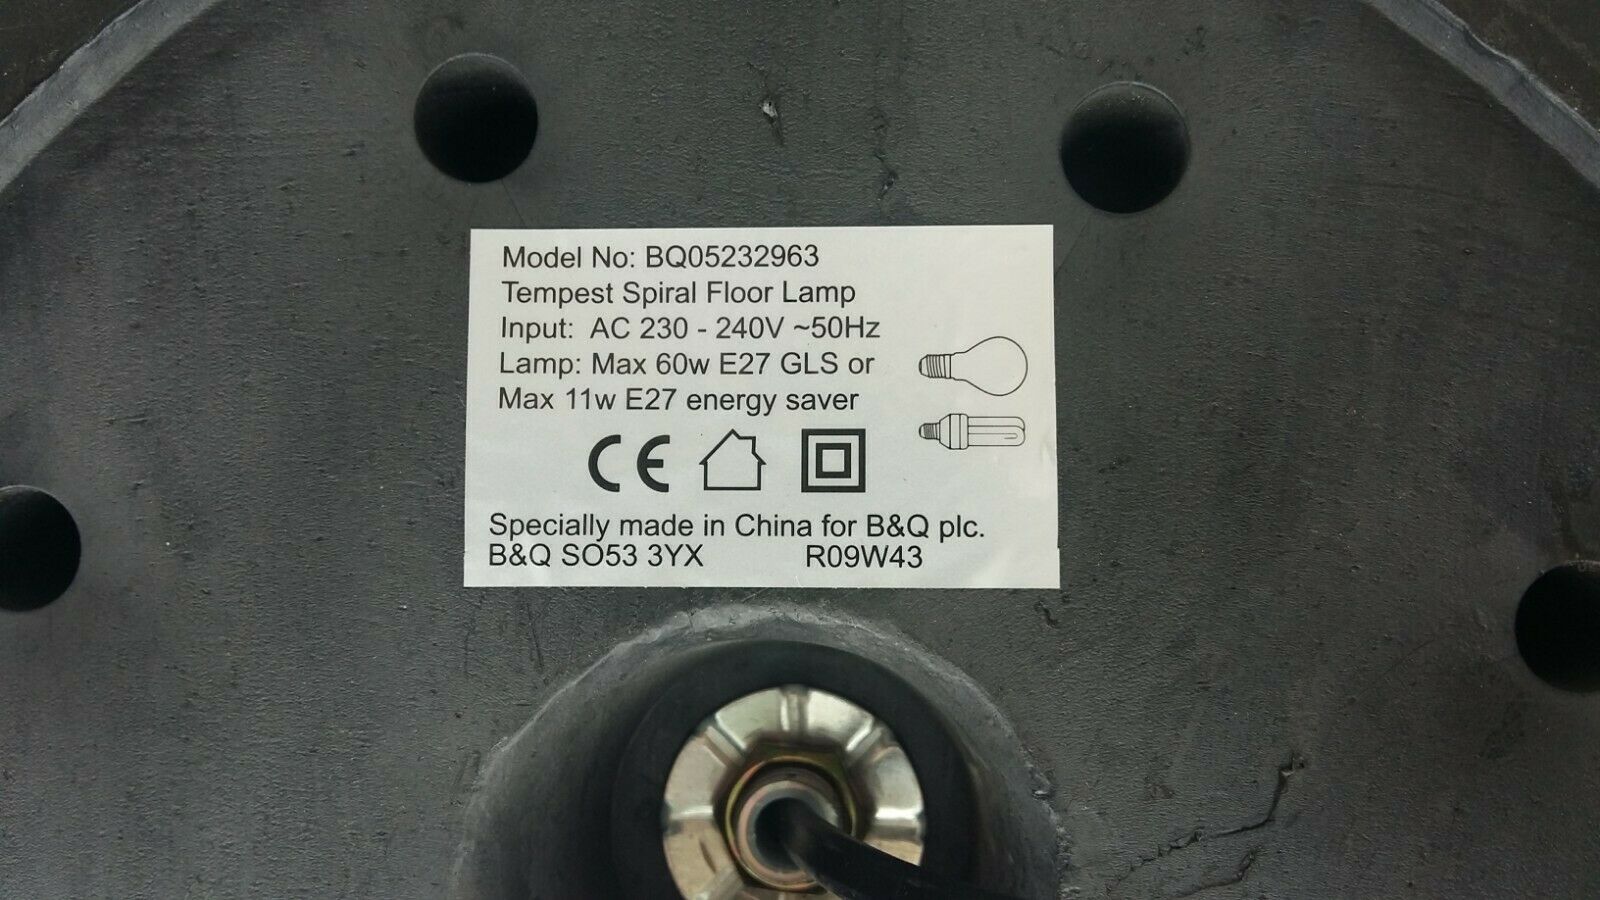 Model No: BQ05232963
Tempest Spiral Floor Lamp
Input: AC 230 - 240V ~50Hz
Lamp: Max 60w E27 GLS or
Max 11w E27 energy saver
CE
Specially made in China for B&Q plc.
B&Q SO53 3YX R09W43